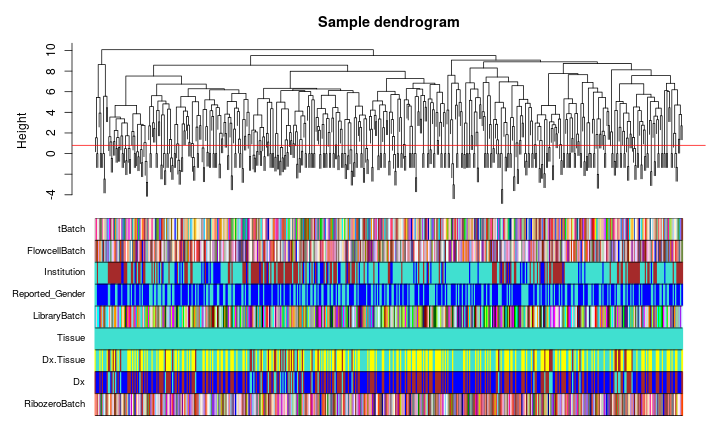 Sample dendrogram
Height
10
8
6
4
2
0
-4
tBatch
FlowcellBatch
Institution
Reported_Gender
LibraryBatch
Tissue
Dx.Tissue
Dx
RibozeroBatch